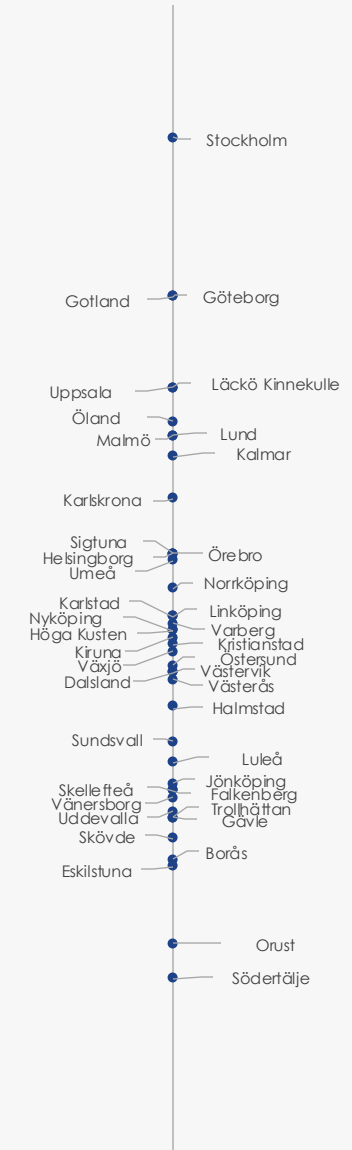 Stockholm
Göteborg
Gotland
Läckö Kinnekulle
Uppsala
Öland
Lund
Malmö
Kalmar
Karlskrona
Sigtuna
Örebro
Helsingborg
Umeå
Norrköping
Karlstad
Linköping
Nyköping
Varberg
Höga Kusten
Kristianstad
Kiruna
Östersund
Växjö
Västervik
Dalsland
Västerås
Halmstad
Sundsvall
Luleå
Jönköping
Skellefteå
Falkenberg
Vänersborg
Trollhättan
Uddevalla
Gävle
Skövde
Borås
Eskilstuna
Orust
Södertälje